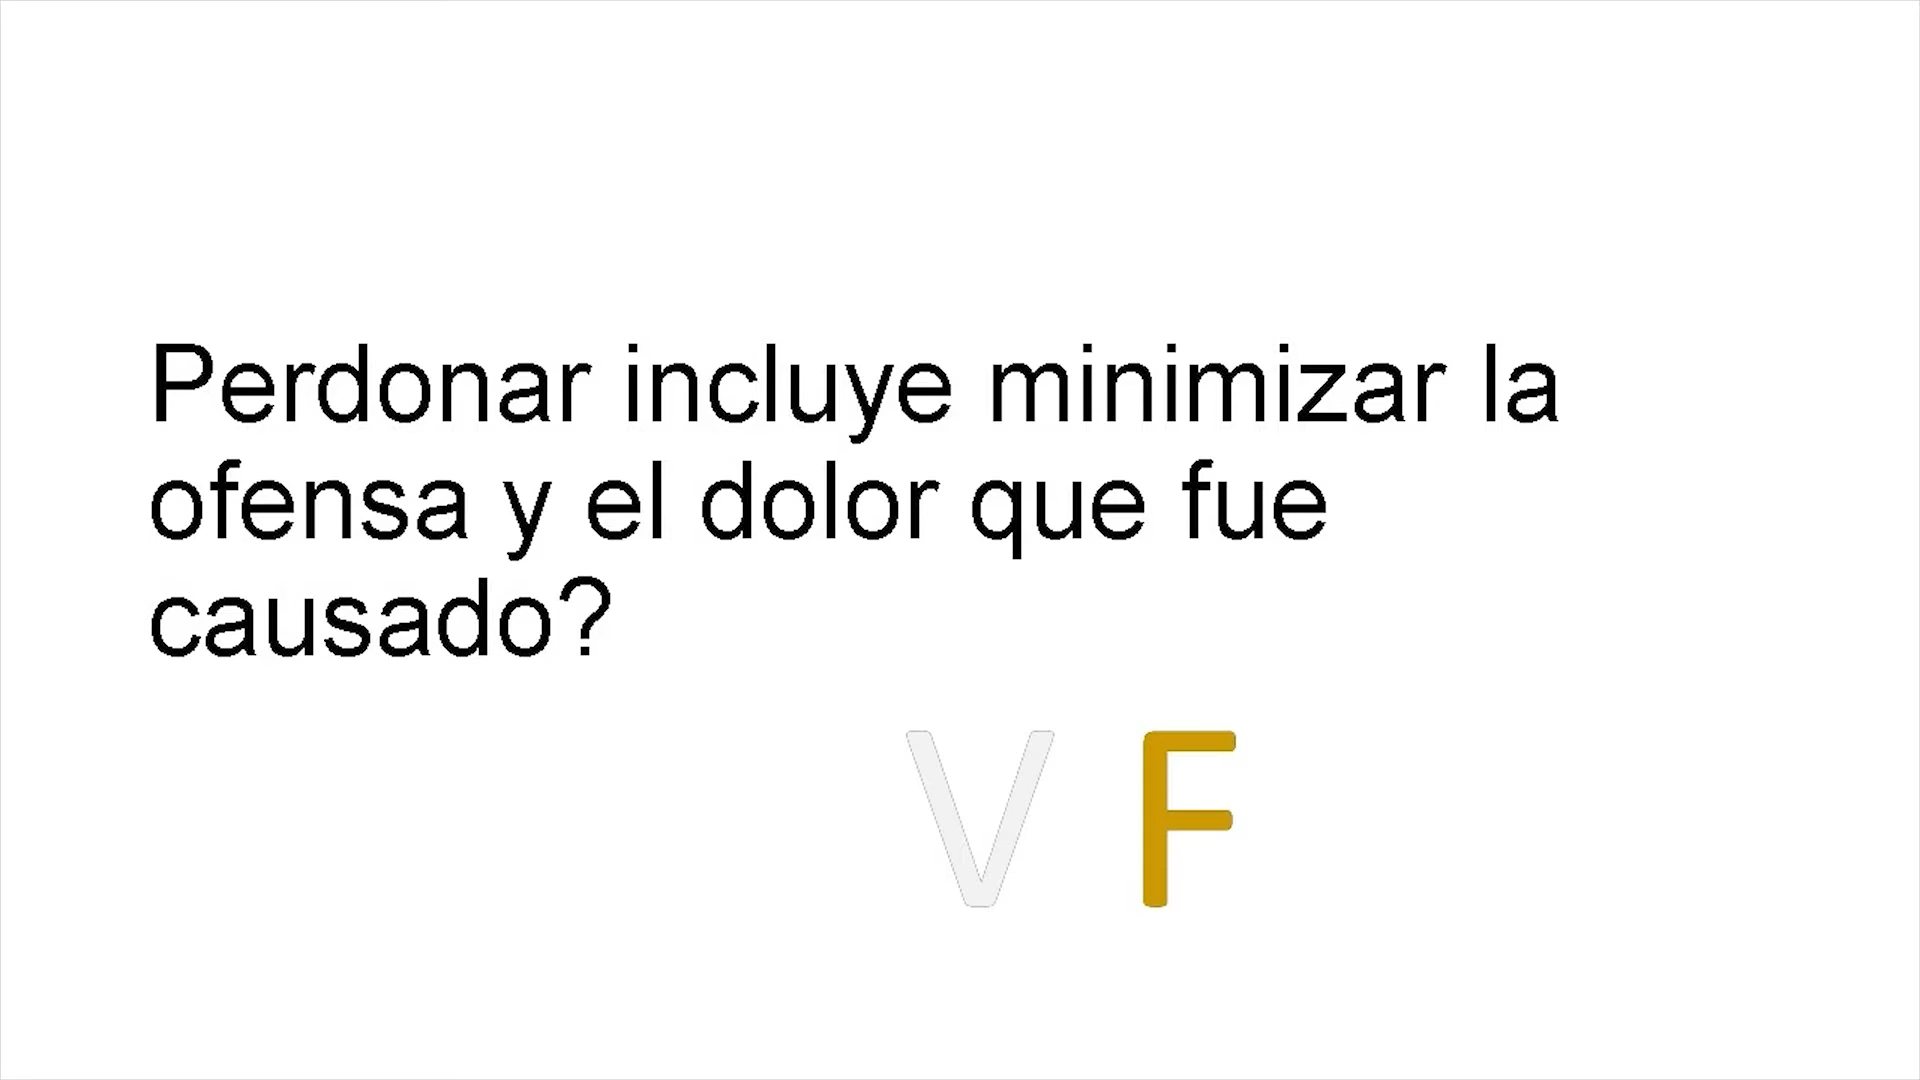 Perdonar incluye minimizar la
ofensa y el dolor que fue
causado?
V F